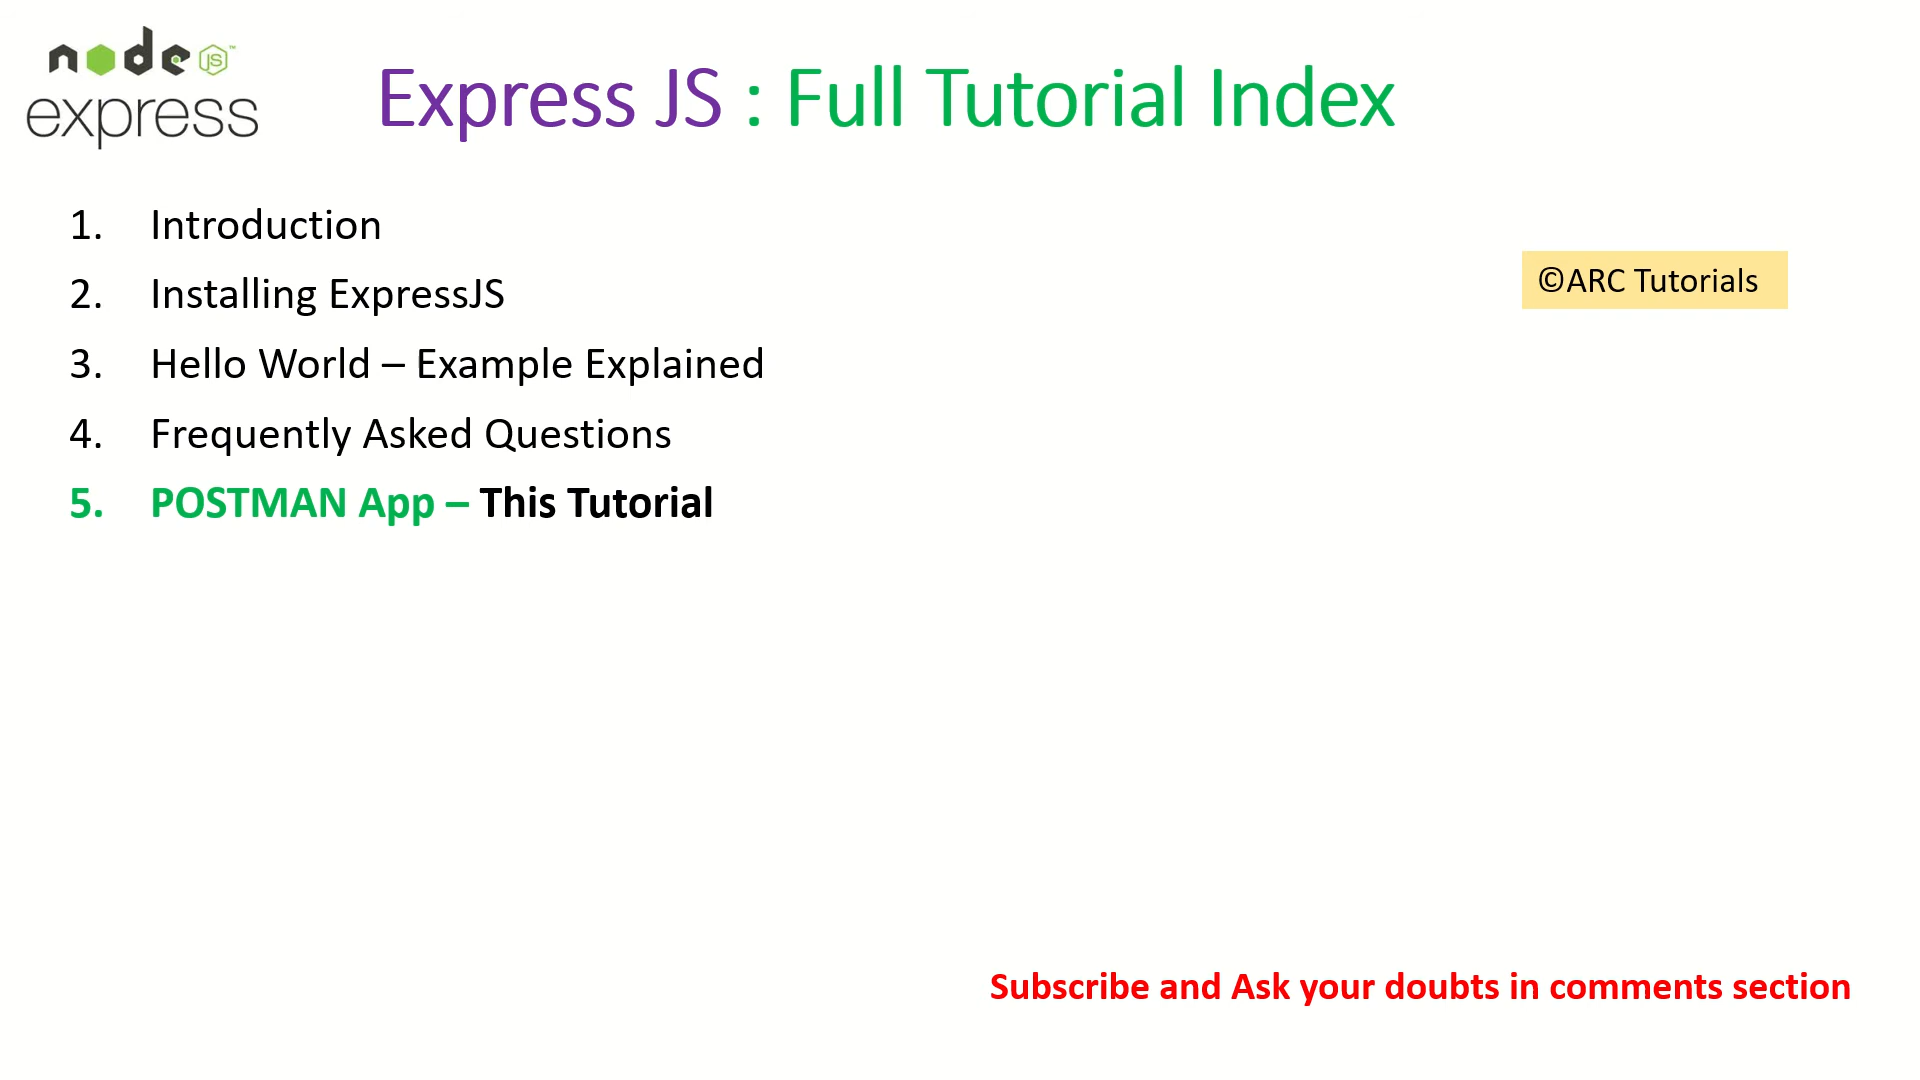 node JS ™
express
Express JS : Full Tutorial Index
1. Introduction
2. Installing ExpressJS
3. Hello World – Example Explained
4. Frequently Asked Questions
5. POSTMAN App – This Tutorial
©ARC Tutorials
Subscribe and Ask your doubts in comments section